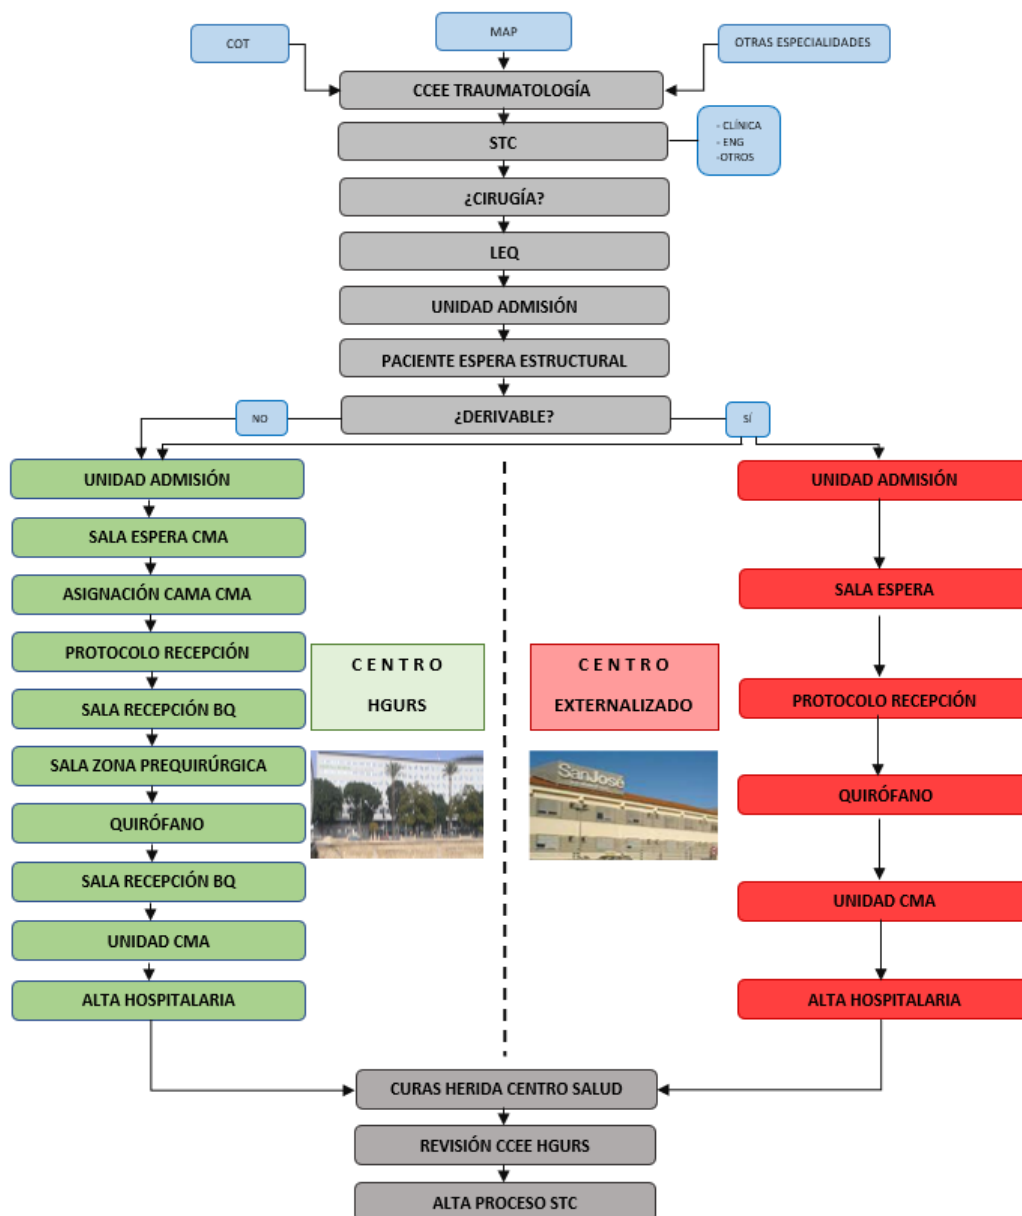 COT
MAP
OTRAS ESPECIALIDADES
CCEE TRAUMATOLOGÍA
STC
- CLÍNICA
- ENG
-OTROS
¿CIRUGÍA?
LEQ
UNIDAD ADMISIÓN
PACIENTE ESPERA ESTRUCTURAL
NO
¿DERIVABLE?
SÍ
UNIDAD ADMISIÓN
SALA ESPERA CMA
ASIGNACIÓN CAMA CMA
PROTOCOLO RECEPCIÓN
SALA RECEPCIÓN BQ
SALA ZONA PREQUIRÚRGICA
QUIRÓFANO
SALA RECEPCIÓN BQ
UNIDAD CMA
ALTA HOSPITALARIA
C E N T R O
HGURS
C E N T R O
EXTERNALIZADO
SanJosé
UNIDAD ADMISIÓN
SALA ESPERA
PROTOCOLO RECEPCIÓN
QUIRÓFANO
UNIDAD CMA
ALTA HOSPITALARIA
CURAS HERIDA CENTRO SALUD
REVISIÓN CCEE HGURS
ALTA PROCESO STC